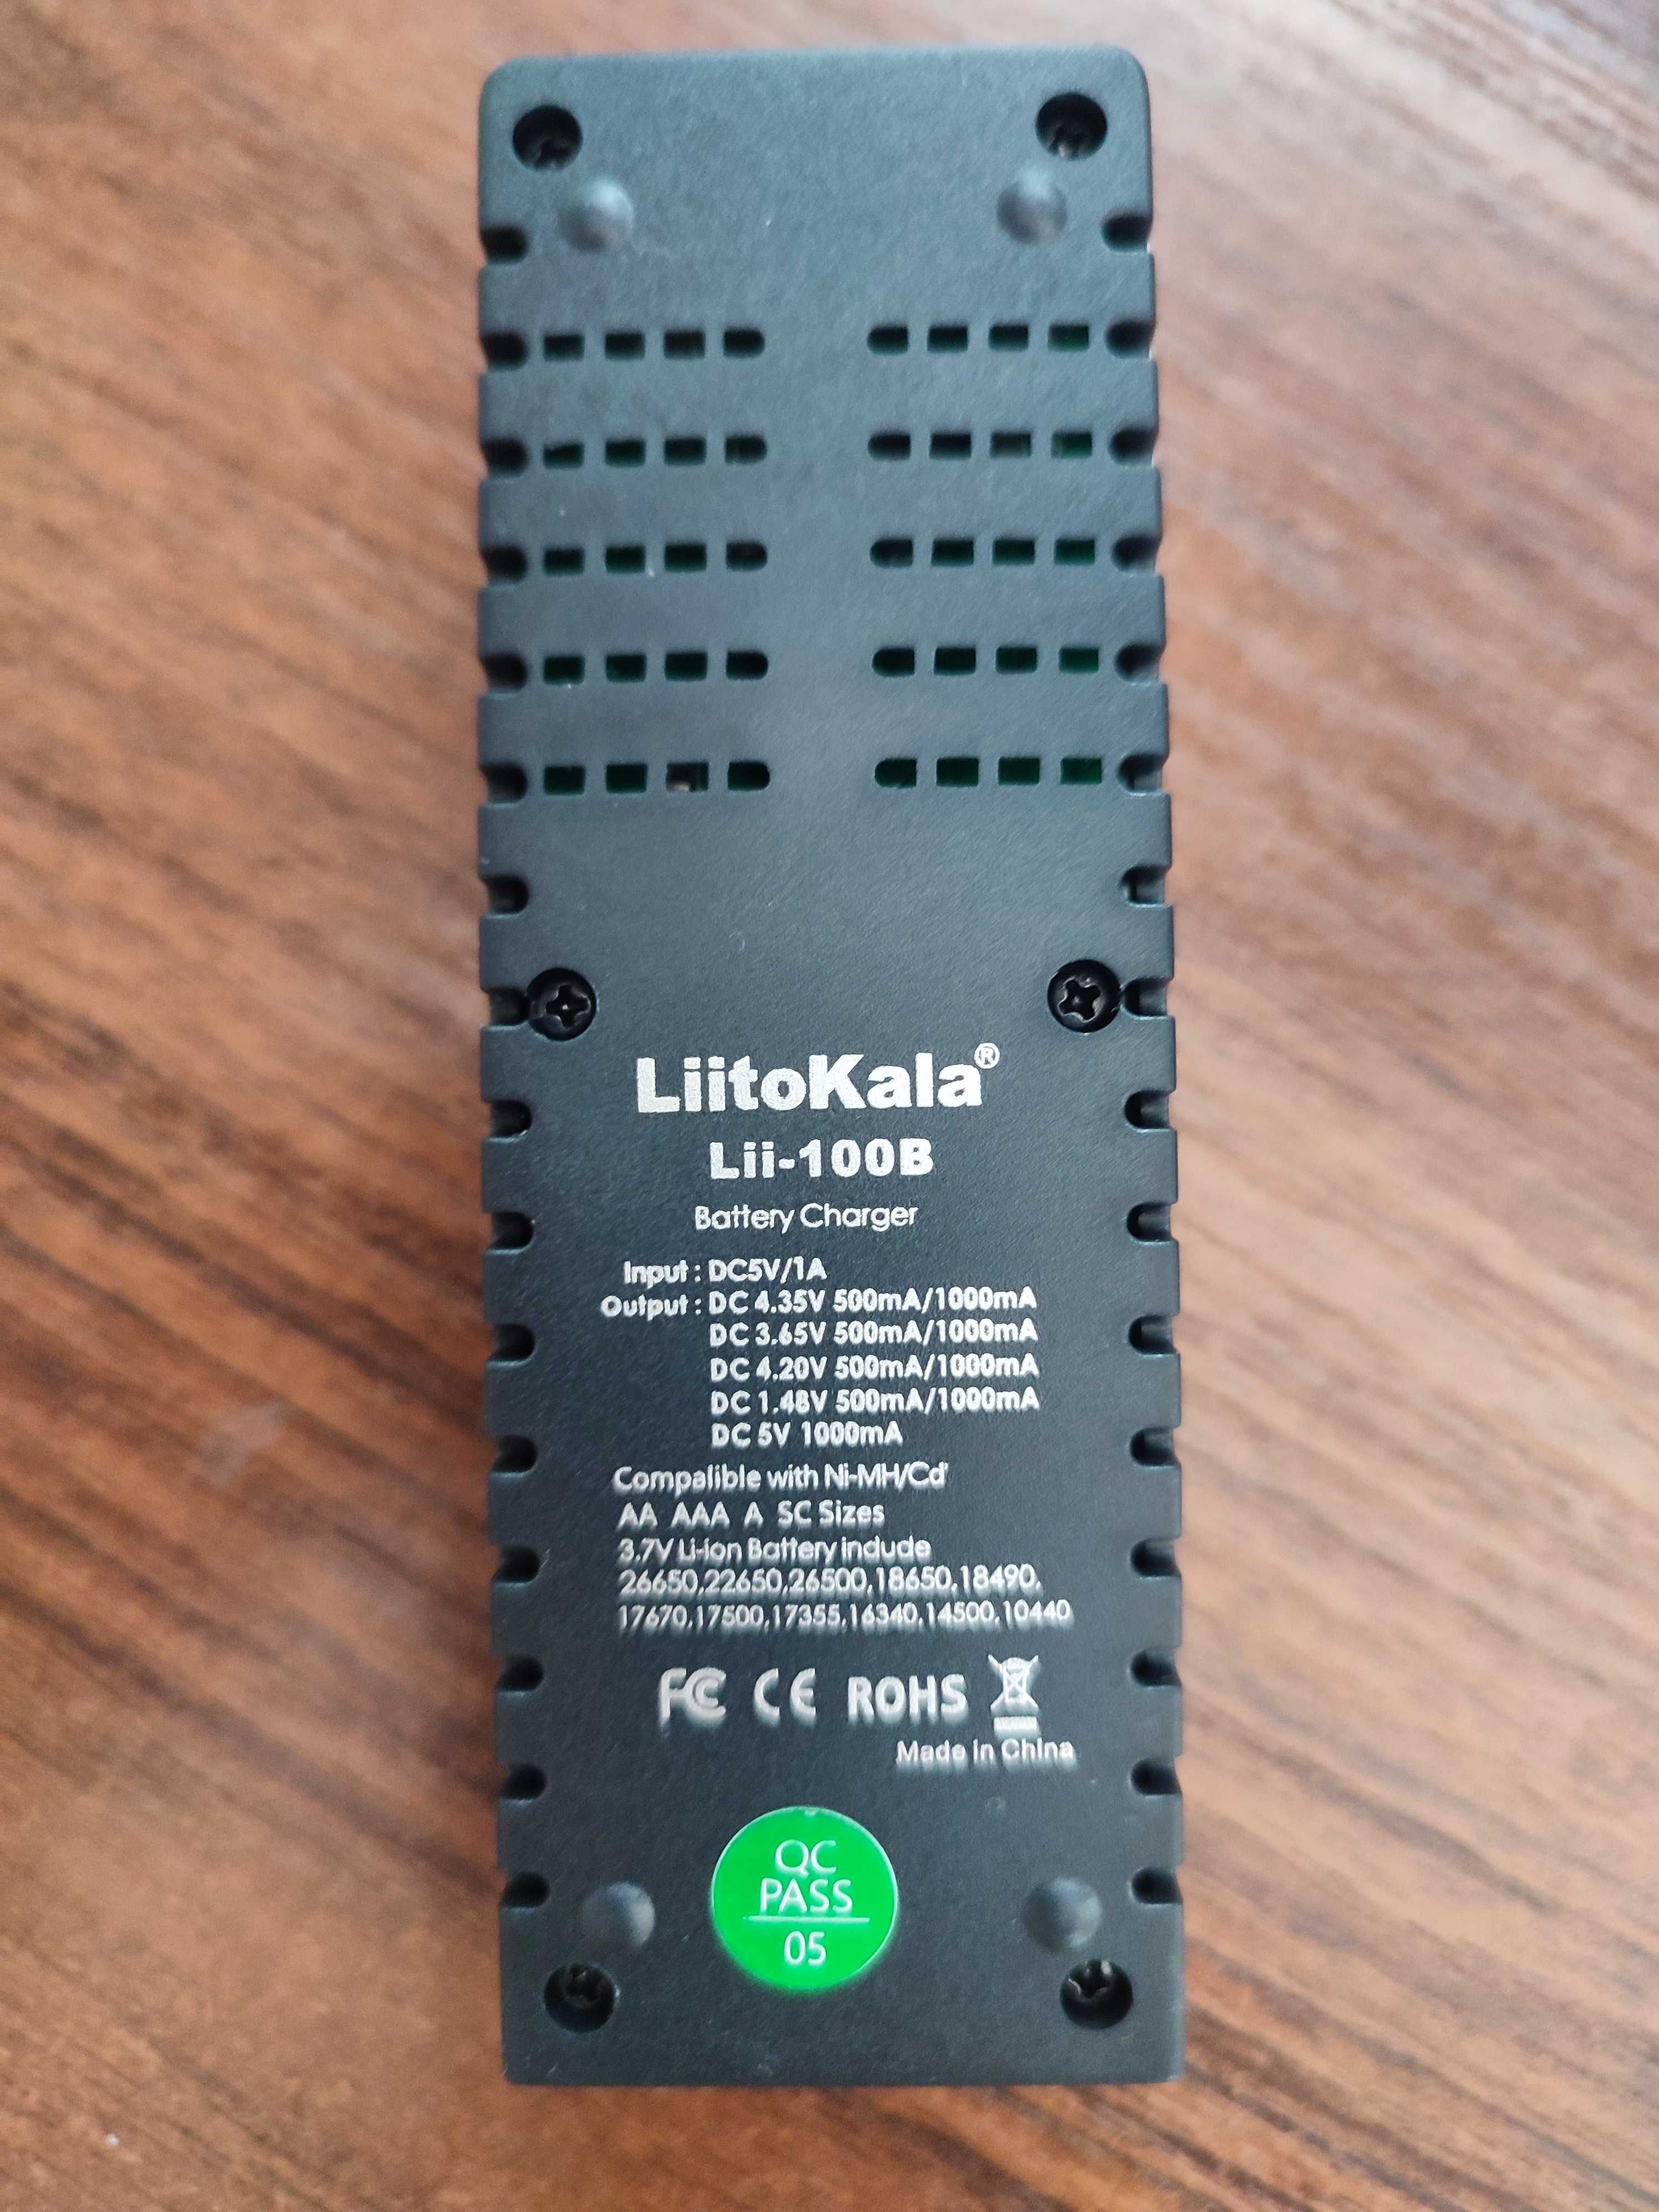 LiitoKala®
Lii-100B
Battery Charger
Input : DC5V/1A
Output : DC 4.35V 500mA/1000mA
DC 3.65V 500mA/1000mA
DC 4.20V 500mA/1000mA
DC 1.48V 500mA/1000mA
DC 5V 1000mA
Compalible with Ni-MH/Cd
AA AAA A SC Sizes
3.7V Li-ion Battery include
26650,22650,26500,18650,18490,
17670,17500,17355,16340,14500,10440
FC CE ROHS
Made in China
QC
PASS
05